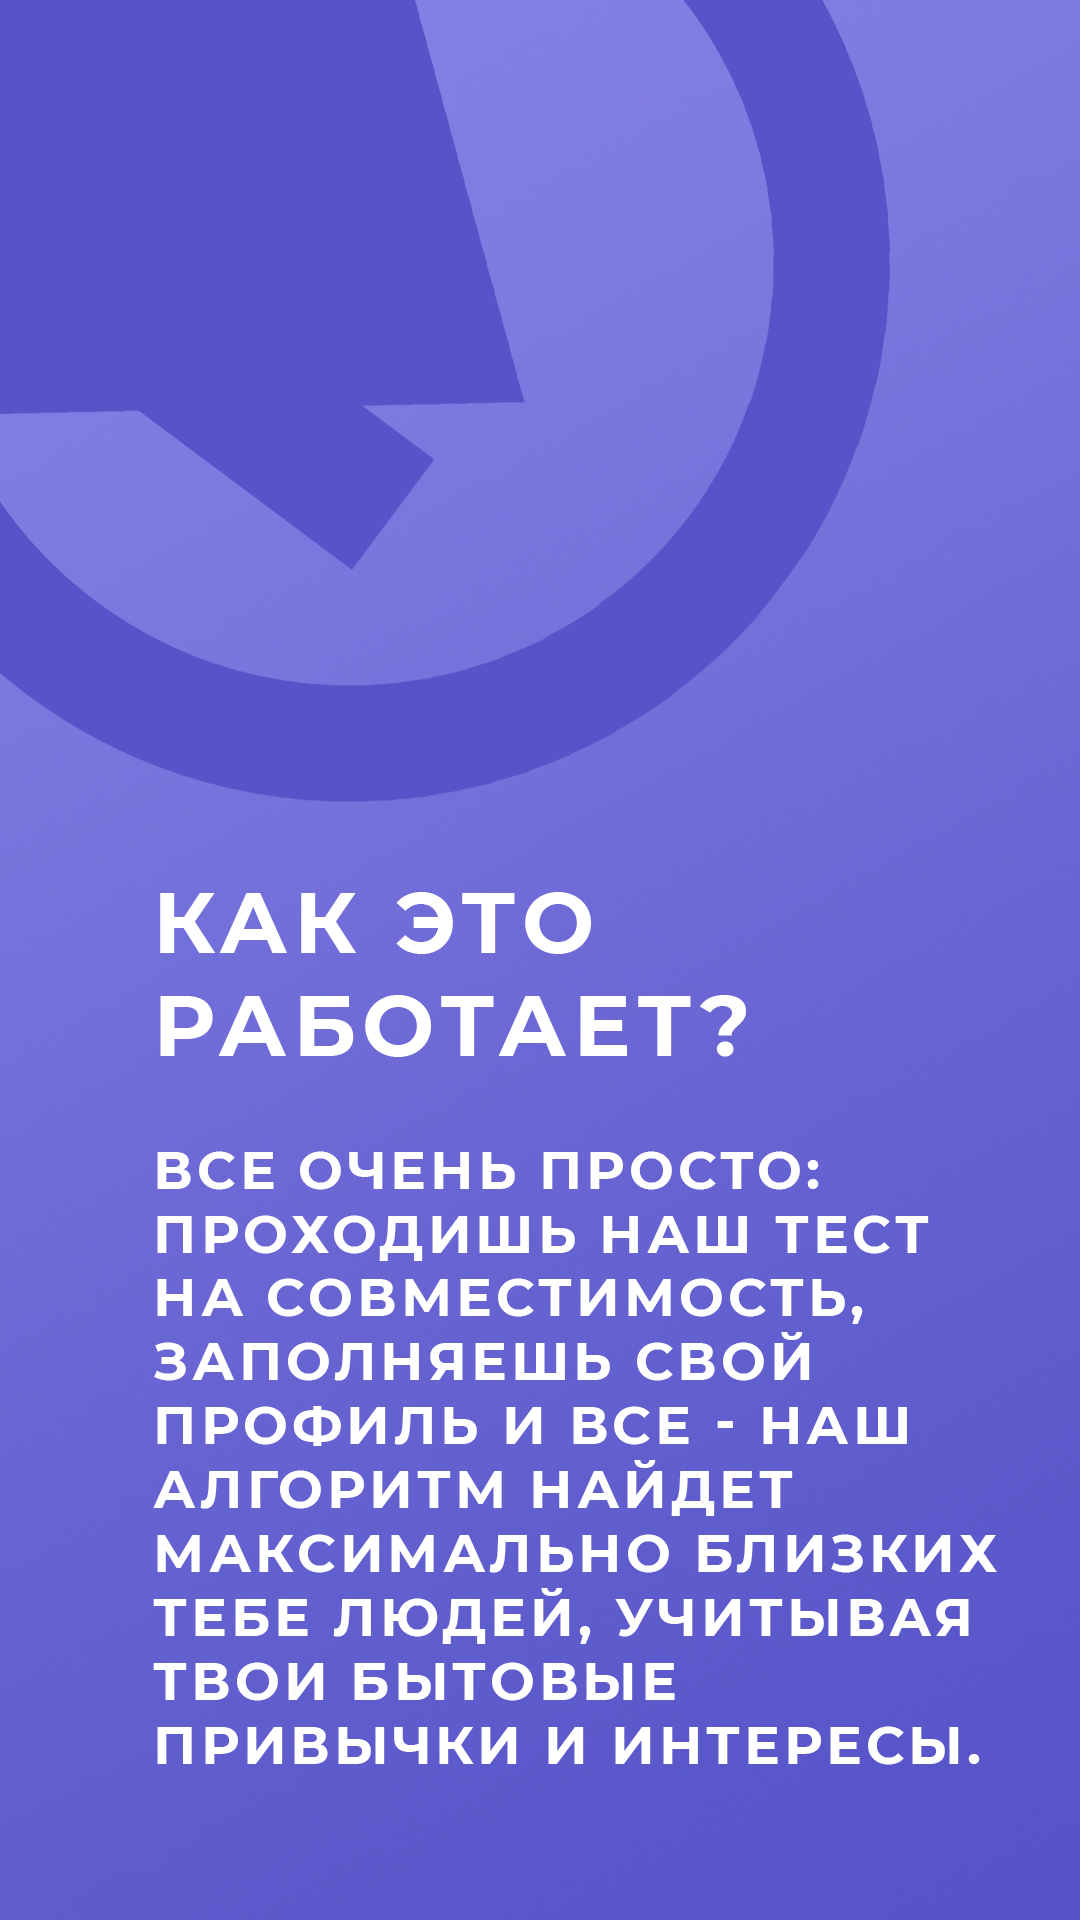 КАК ЭТО
РАБОТАЕТ?
ВСЕ ОЧЕНЬ ПРОСТО:
ПРОХОДИШЬ НАШ ТЕСТ
НА СОВМЕСТИМОСТЬ,
ЗАПОЛНЯЕШЬ СВОЙ
ПРОФИЛЬ И ВСЕ - НАШ
АЛГОРИТМ НАЙДЕТ
МАКСИМАЛЬНО БЛИЗКИХ
ТЕБЕ ЛЮДЕЙ, УЧИТЫВАЯ
ТВОИ БЫТОВЫЕ
ПРИВЫЧКИ И ИНТЕРЕСЫ.